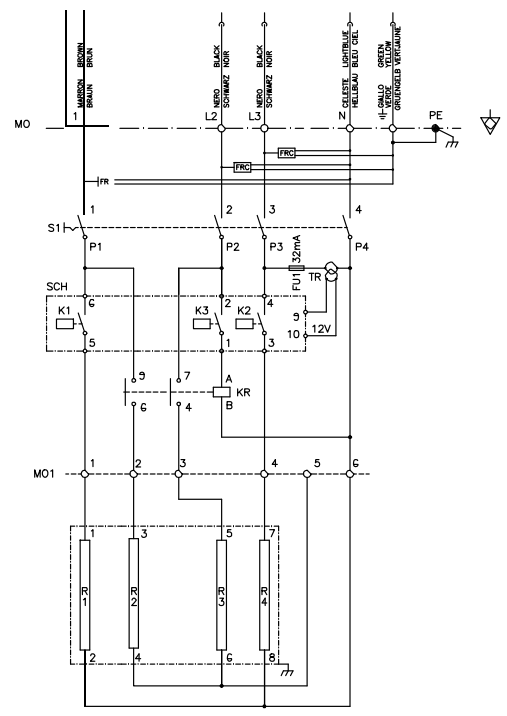 MARRON BROWN
BRAUN BRUN
NERO BLACK
SCHWARZ NOIR
NERO BLACK
SCHWARZ NOIR
CELESTE LIGHTBLUE
HELLBLAU BLEU CIEL
GIALLO GREEN
VERDE YELLOW
GRUENGELB VERTJAUNE
1 L2 L3 N PE
MO
FRC
FRC
FR
1 2 3 4
S1
P1 P2 P3 P4
FU1 32mA
TR
SCH
6 2 4
K1 K3 K2
9
10 12V
5 1 3
9 7 A
KR
6 4 B
1 2 3 4 5 6
MO1
1 3 5 7
R1 R2 R3 R4
2 4 6 8